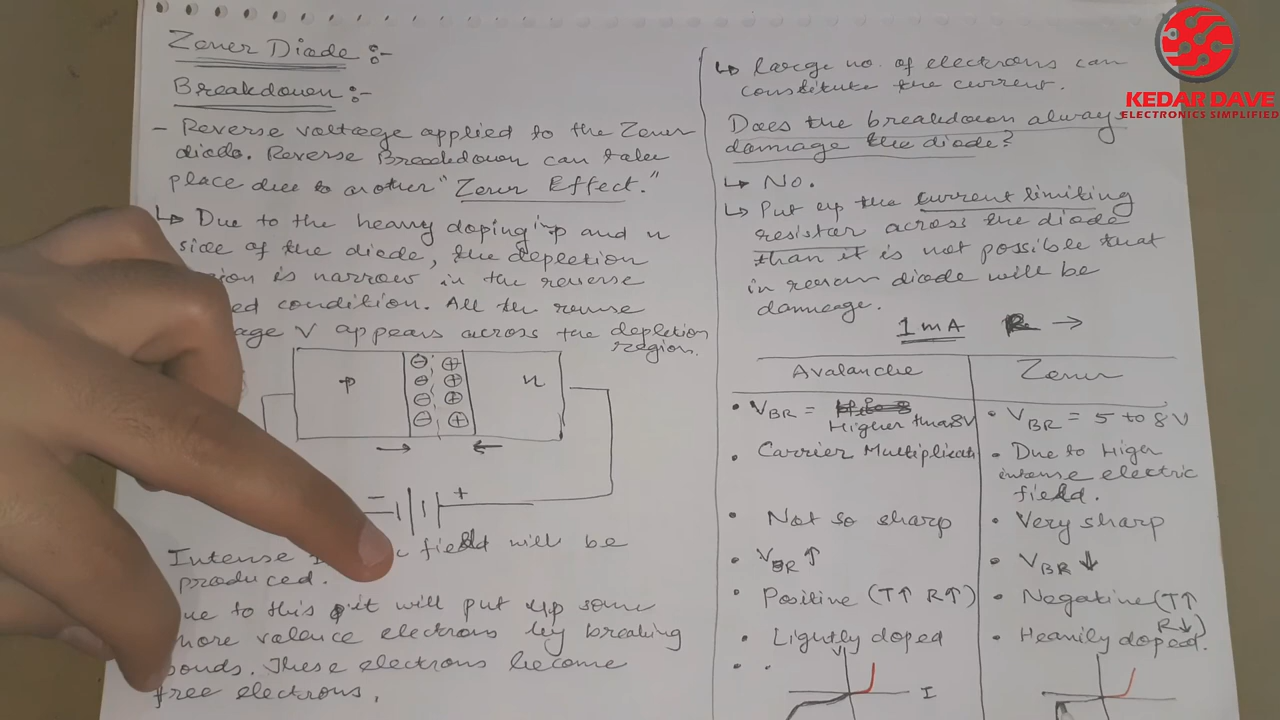 Zener Diode :-
Breakdown :-
- Reverse voltage applied to the Zener
diode. Reverse Breakdown can take
place due to another "Zener Effect."
↳ Due to the heavy doping in p and n
side of the diode, the depletion
is narrow in the reverse
condition. All the
V appears across the depletion
region.
p
⊖ ⊕
⊖ ⊕
⊖ ⊕
⊖ ⊕
n
→ ←
- +
Intense field will be
produced.
to this it will put up some
more valance electrons by breaking
bonds. These electrons become
free electrons.
↳ Large no. of electrons can
constitute the current.
Does the breakdown always
damage the diode?
↳ No.
↳ Put up the current limiting
resister across the diode
than it is not possible that
in diode will be
damage.
1mA R →
Avalanche
• VBR = Higher than 8V
• Carrier Multiplicati
• Not so sharp
• VBR ↑
• Positive (T↑ R↑)
• Lightly doped
• •
V
I
Zener
• VBR = 5 to 8V
• Due to Higer
intense electric
field.
• Very sharp
• VBR ↓
• Negative (T↑
R↓)
• Heavily doped.
KEDAR DAVE
ELECTRONICS SIMPLIFIED